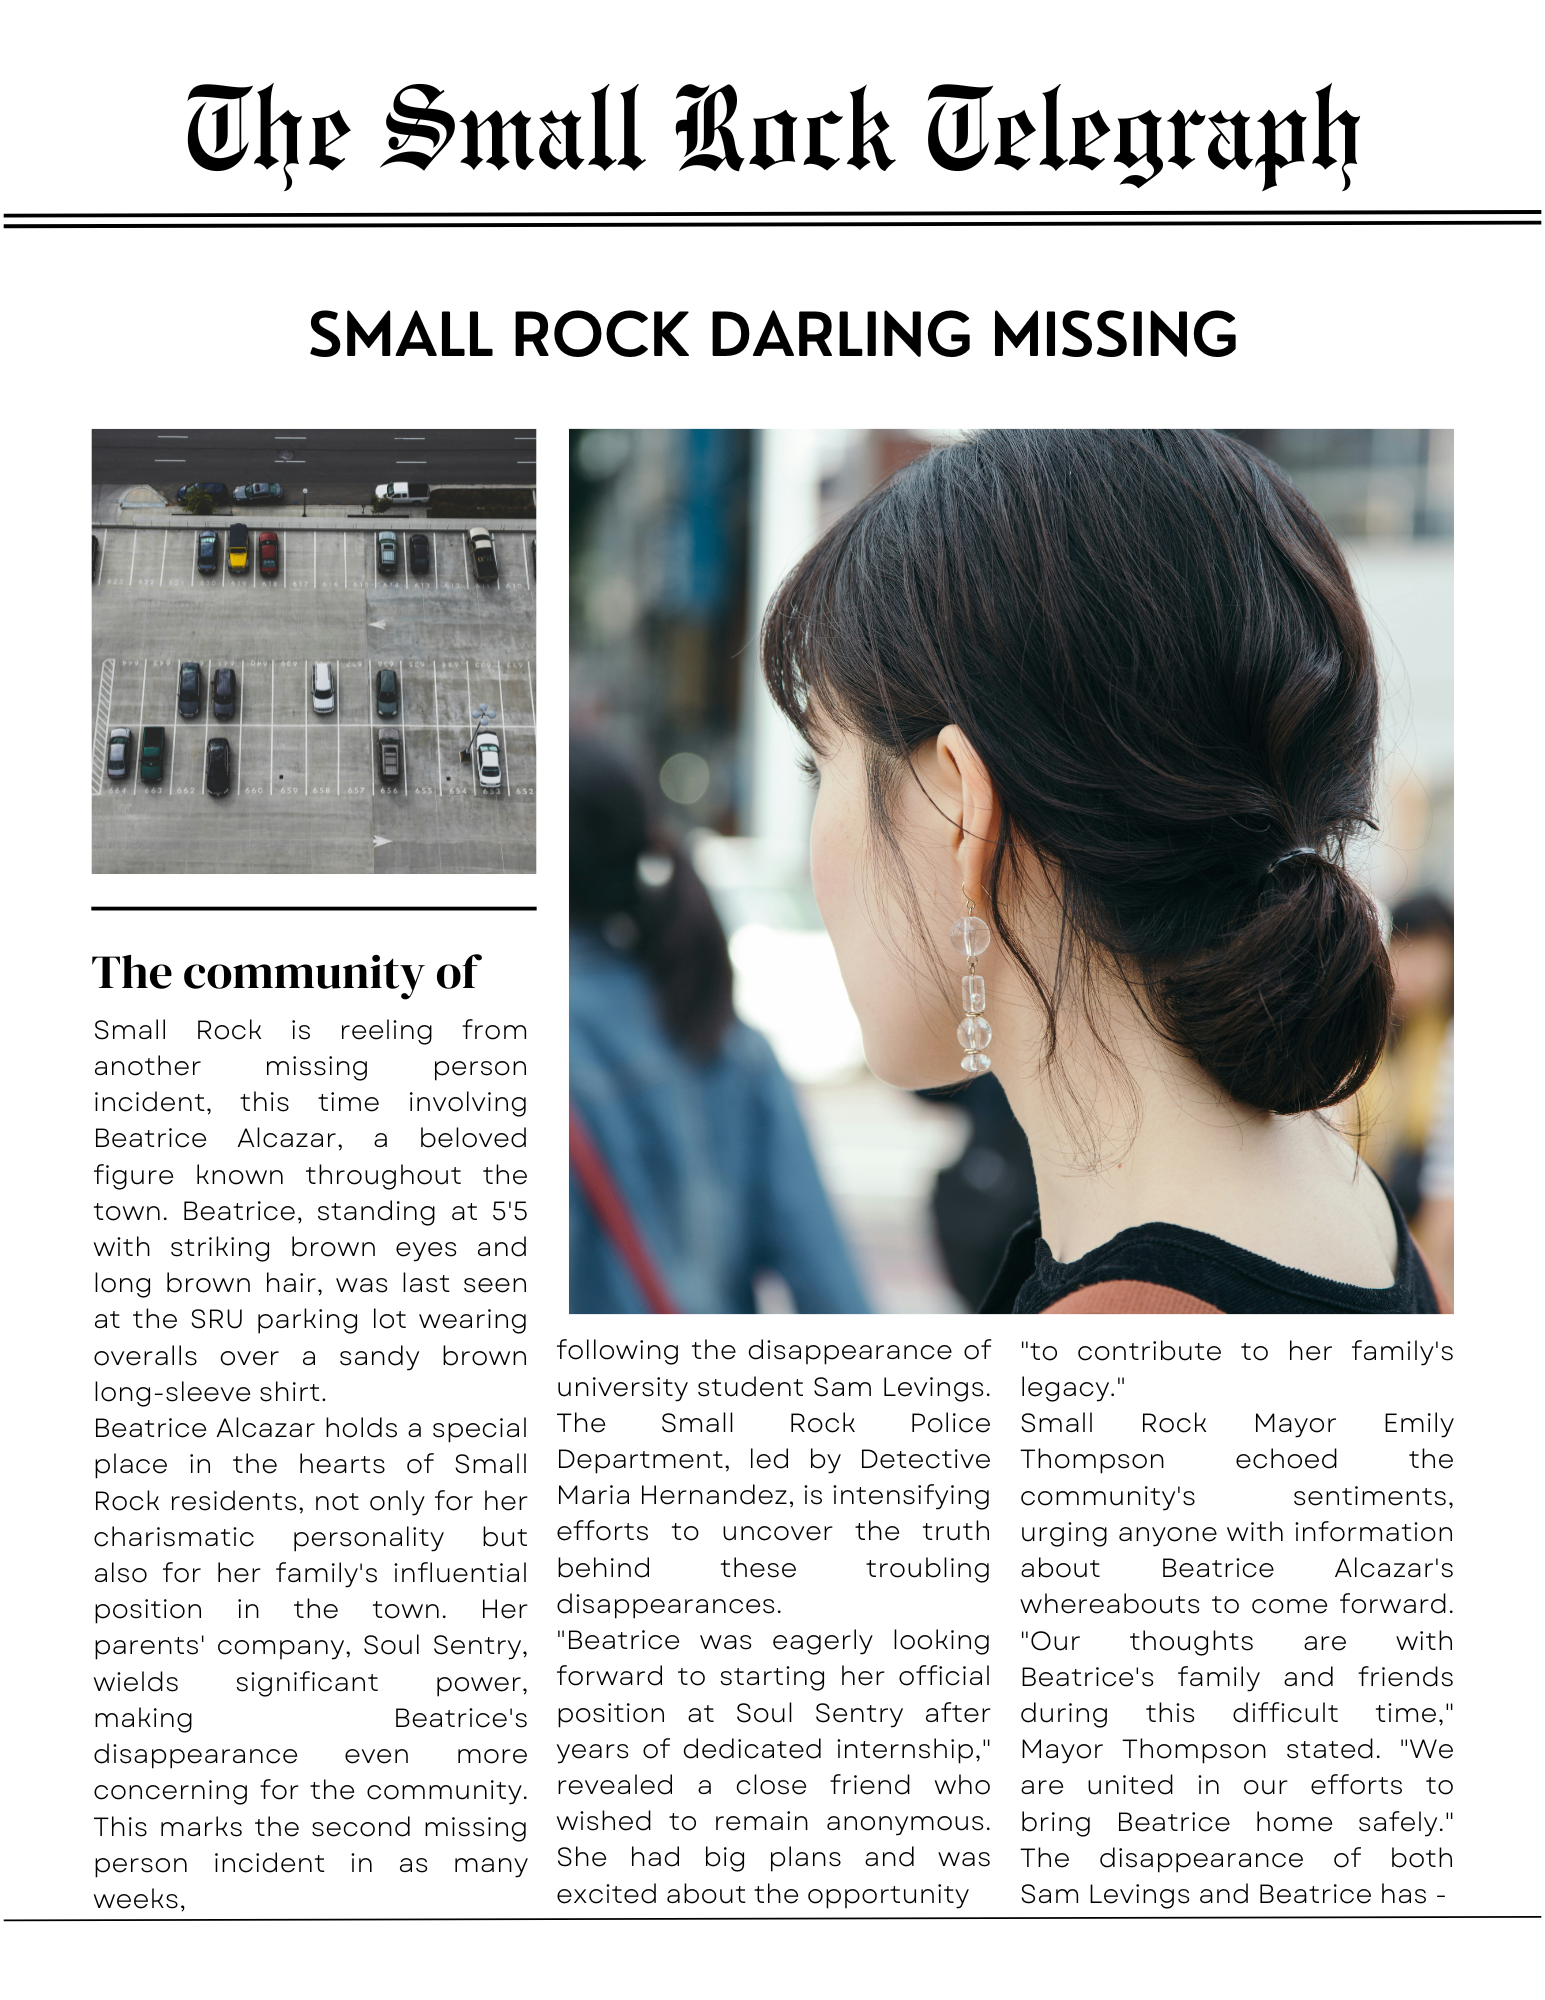 The Small Rock Telegraph
SMALL ROCK DARLING MISSING
The community of
Small Rock is reeling from
another missing person
incident, this time involving
Beatrice Alcazar, a beloved
figure known throughout the
town. Beatrice, standing at 5'5
with striking brown eyes and
long brown hair, was last seen
at the SRU parking lot wearing
overalls over a sandy brown
long-sleeve shirt.
Beatrice Alcazar holds a special
place in the hearts of Small
Rock residents, not only for her
charismatic personality but
also for her family's influential
position in the town. Her
parents' company, Soul Sentry,
wields significant power,
making Beatrice's
disappearance even more
concerning for the community.
This marks the second missing
person incident in as many
weeks,
following the disappearance of
university student Sam Levings.
The Small Rock Police
Department, led by Detective
Maria Hernandez, is intensifying
efforts to uncover the truth
behind these troubling
disappearances.
"Beatrice was eagerly looking
forward to starting her official
position at Soul Sentry after
years of dedicated internship,"
revealed a close friend who
wished to remain anonymous.
She had big plans and was
excited about the opportunity
"to contribute to her family's
legacy."
Small Rock Mayor Emily
Thompson echoed the
community's sentiments,
urging anyone with information
about Beatrice Alcazar's
whereabouts to come forward.
"Our thoughts are with
Beatrice's family and friends
during this difficult time,"
Mayor Thompson stated. "We
are united in our efforts to
bring Beatrice home safely."
The disappearance of both
Sam Levings and Beatrice has -